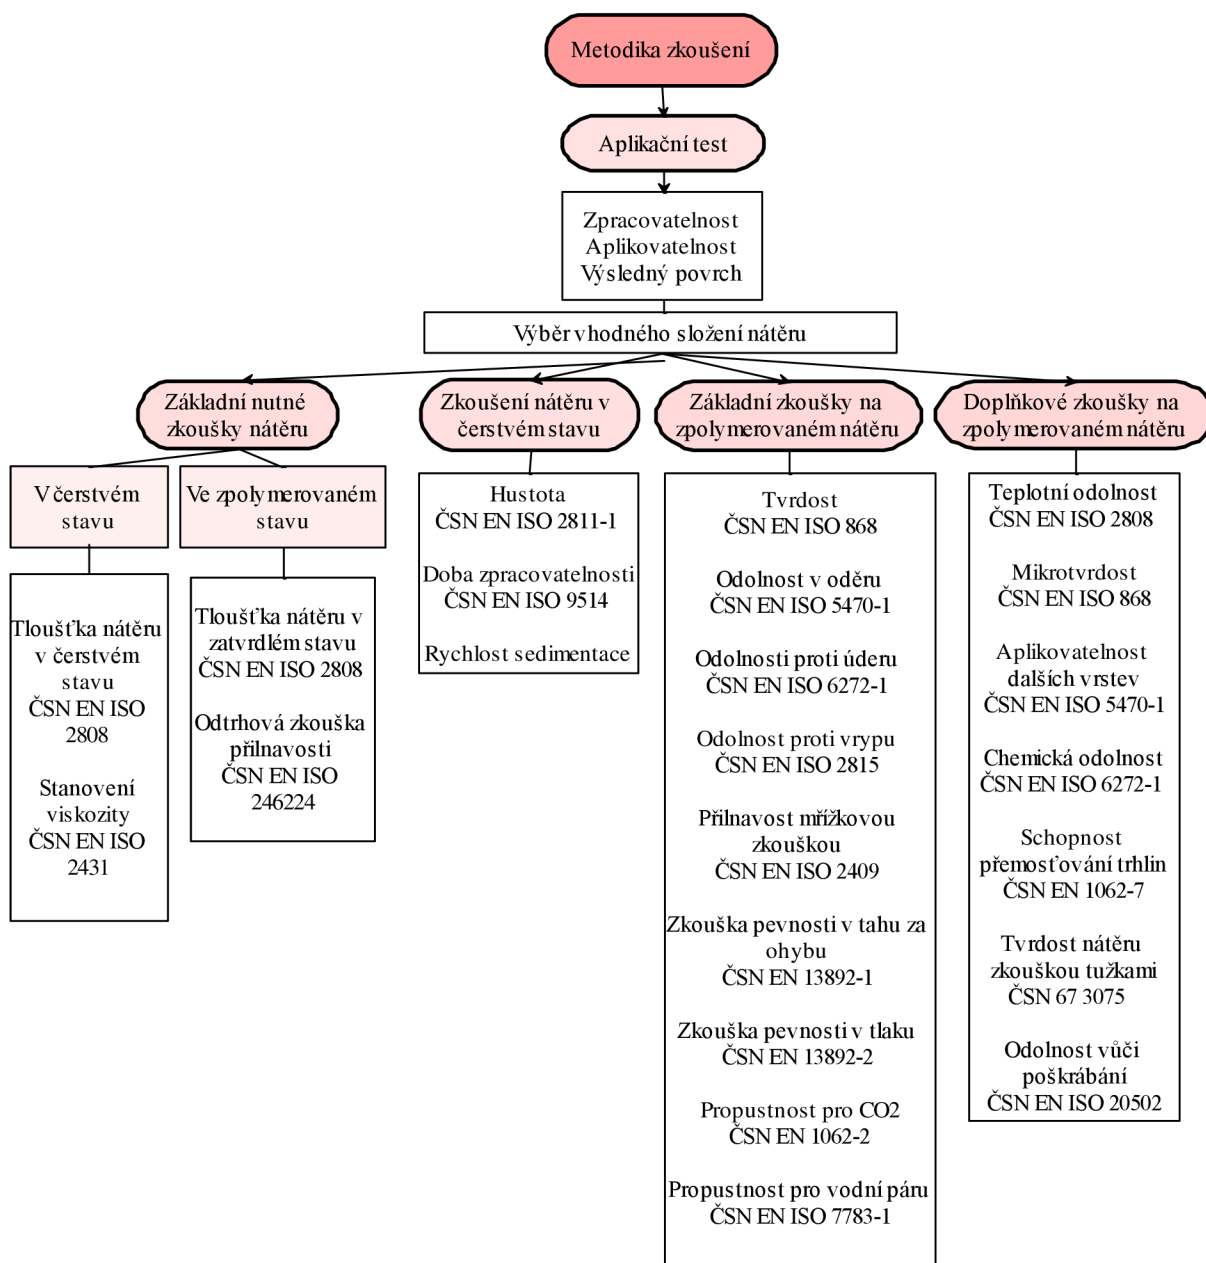 Metodika zkoušení
Aplikační test
Zpracovatelnost
Aplikovatelnost
Výsledný povrch
Výběr vhodného složení nátěru
Základní nutné
zkoušky nátěru
V čerstvém
stavu
Ve zpolymerovaném
stavu
Tloušťka nátěru
v čerstvém
stavu
ČSN EN ISO
2808
Stanovení
viskozity
ČSN EN ISO
2431
Tloušťka nátěru v
zatvrdlém stavu
ČSN EN ISO 2808
Odtrhová zkouška
přilnavosti
ČSN EN ISO
246224
Zkoušení nátěru v
čerstvém stavu
Hustota
ČSN EN ISO 2811-1
Doba zpracovatelnosti
ČSN EN ISO 9514
Rychlost sedimentace
Základní zkoušky na
zpolymerovaném nátěru
Tvrdost
ČSN EN ISO 868
Odolnost v oděru
ČSN EN ISO 5470-1
Odolnosti proti úderu
ČSN EN ISO 6272-1
Odolnost proti vrypu
ČSN EN ISO 2815
Přilnavost mřížkovou
zkouškou
ČSN EN ISO 2409
Zkouška pevnosti v tahu za
ohybu
ČSN EN 13892-1
Zkouška pevnosti v tlaku
ČSN EN 13892-2
Propustnost pro CO2
ČSN EN 1062-2
Propustnost pro vodní páru
ČSN EN ISO 7783-1
Doplňkové zkoušky na
zpolymerovaném nátěru
Teplotní odolnost
ČSN EN ISO 2808
Mikrotvrdost
ČSN EN ISO 868
Aplikovatelnost
dalších vrstev
ČSN EN ISO 5470-1
Chemická odolnost
ČSN EN ISO 6272-1
Schopnost
přemosťování trhlin
ČSN EN 1062-7
Tvrdost nátěru
zkouškou tužkami
ČSN 67 3075
Odolnost vůči
poškrábání
ČSN EN ISO 20502